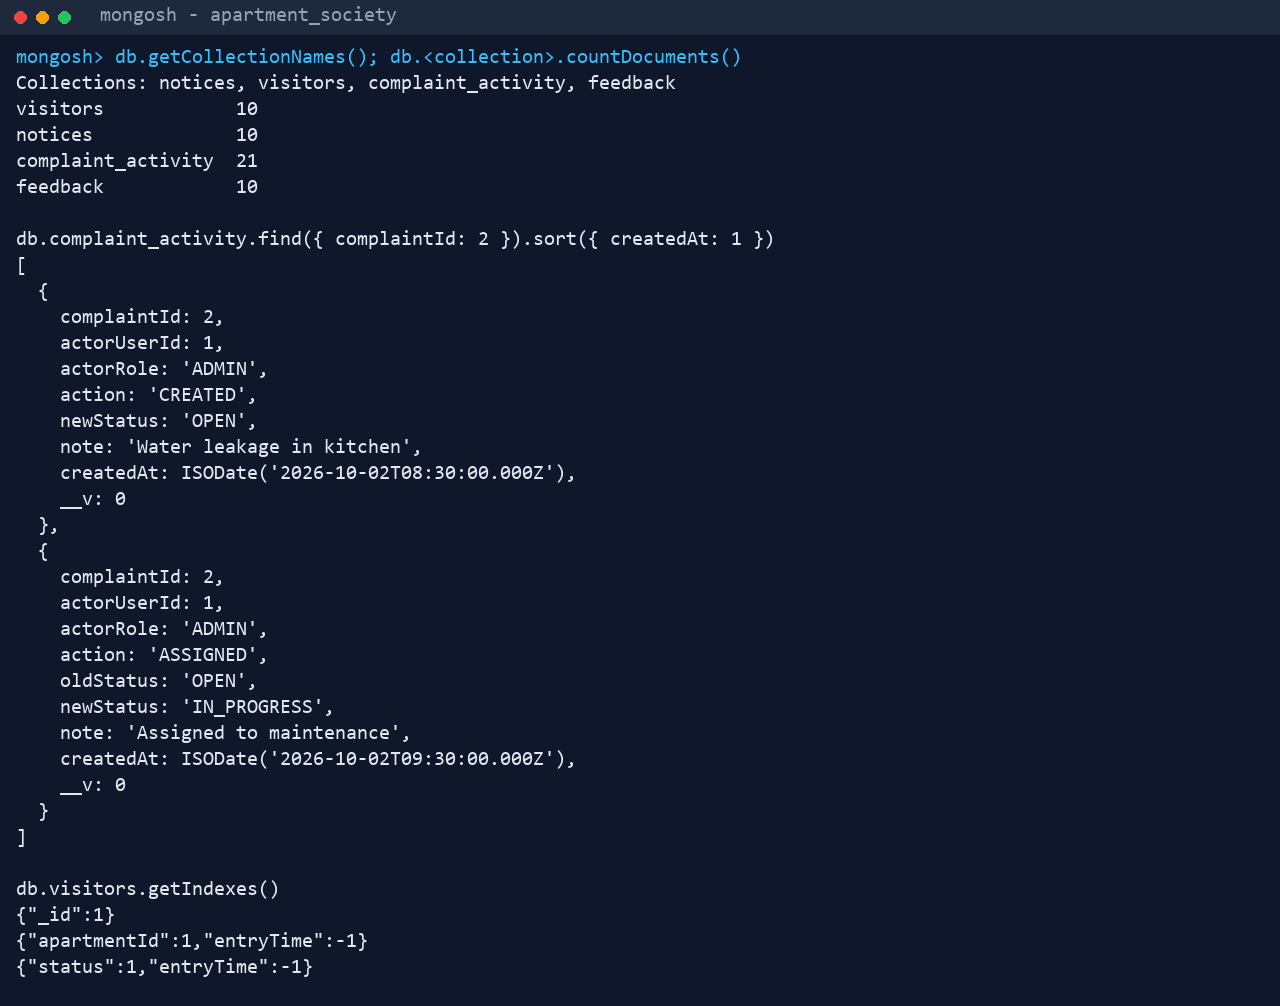 mongosh - apartment_society
mongosh> db.getCollectionNames(); db.<collection>.countDocuments()
Collections: notices, visitors, complaint_activity, feedback
visitors            10
notices             10
complaint_activity  21
feedback            10

db.complaint_activity.find({ complaintId: 2 }).sort({ createdAt: 1 })
[
  {
    complaintId: 2,
    actorUserId: 1,
    actorRole: 'ADMIN',
    action: 'CREATED',
    newStatus: 'OPEN',
    note: 'Water leakage in kitchen',
    createdAt: ISODate('2026-10-02T08:30:00.000Z'),
    __v: 0
  },
  {
    complaintId: 2,
    actorUserId: 1,
    actorRole: 'ADMIN',
    action: 'ASSIGNED',
    oldStatus: 'OPEN',
    newStatus: 'IN_PROGRESS',
    note: 'Assigned to maintenance',
    createdAt: ISODate('2026-10-02T09:30:00.000Z'),
    __v: 0
  }
]

db.visitors.getIndexes()
{"_id":1}
{"apartmentId":1,"entryTime":-1}
{"status":1,"entryTime":-1}